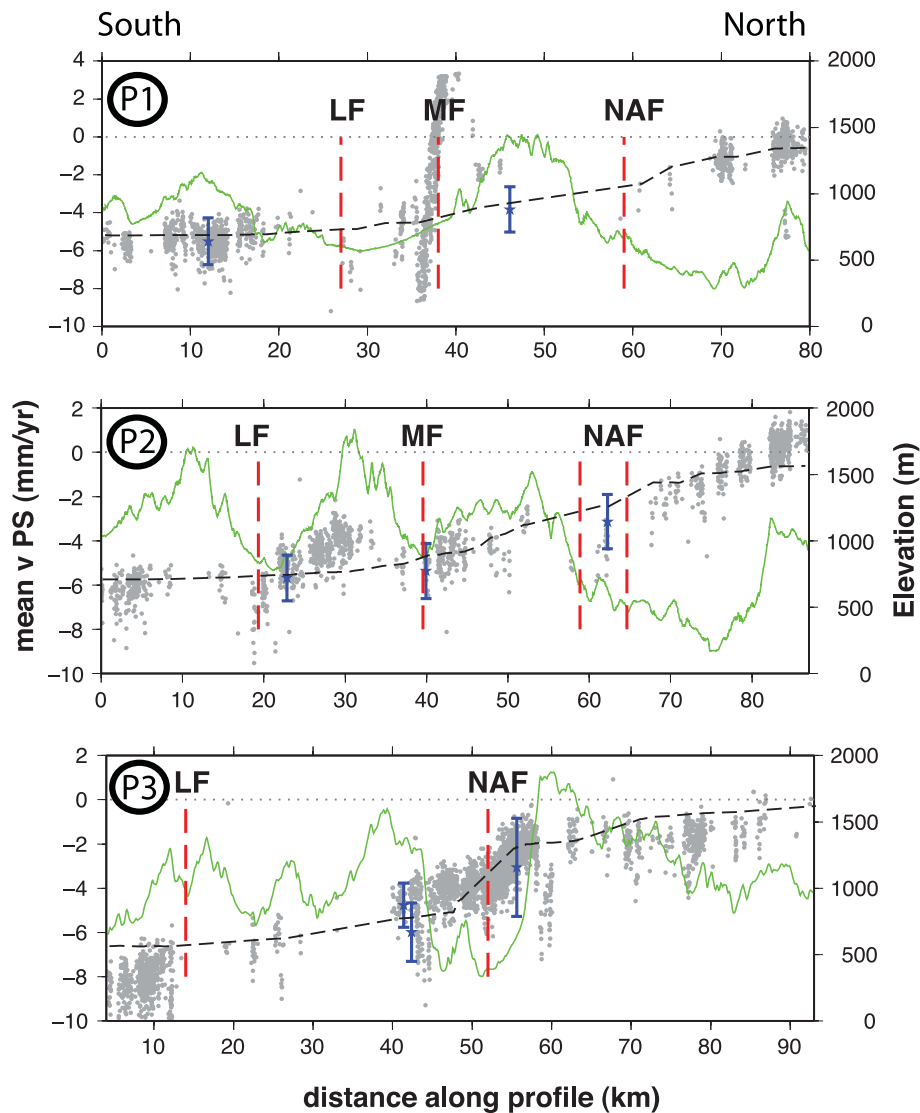 South North
P1
LF MF NAF
4
2
0
−2
−4
−6
−8
−10
2000
1500
1000
500
0
0 10 20 30 40 50 60 70 80
P2
LF MF NAF
2
0
−2
−4
−6
−8
−10
2000
1500
1000
500
0
0 10 20 30 40 50 60 70 80
mean v PS (mm/yr)
Elevation (m)
P3
LF NAF
2
0
−2
−4
−6
−8
−10
2000
1500
1000
500
0
10 20 30 40 50 60 70 80 90
distance along profile (km)